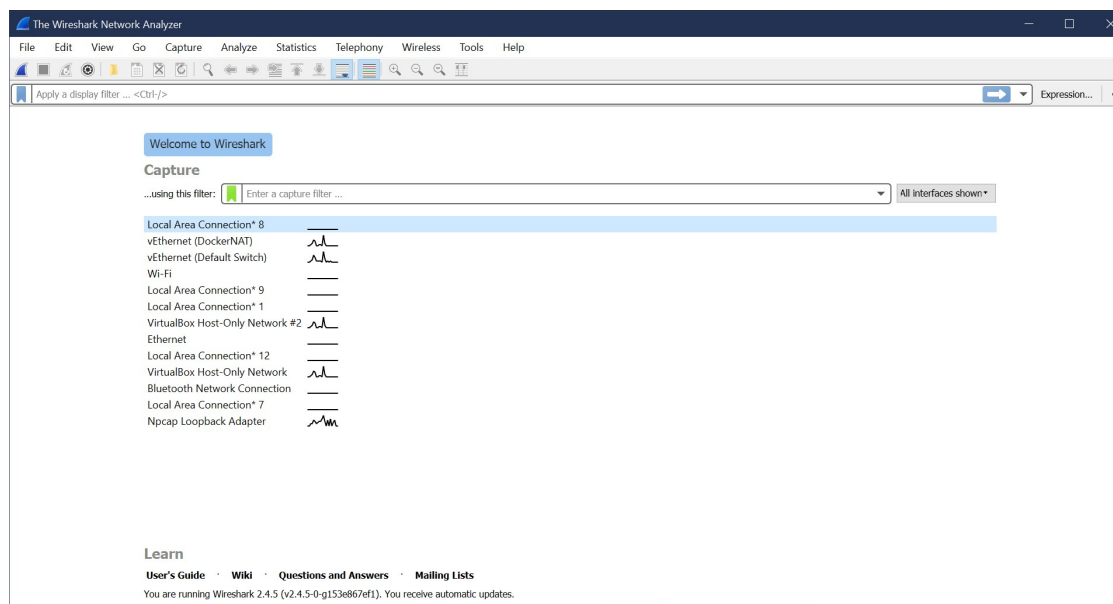 The Wireshark Network Analyzer
File Edit View Go Capture Analyze Statistics Telephony Wireless Tools Help
Apply a display filter ... <Ctrl-/>
Expression...
Welcome to Wireshark
Capture
...using this filter: Enter a capture filter ... All interfaces shown
Local Area Connection* 8
vEthernet (DockerNAT)
vEthernet (Default Switch)
Wi-Fi
Local Area Connection* 9
Local Area Connection* 1
VirtualBox Host-Only Network #2
Ethernet
Local Area Connection* 12
VirtualBox Host-Only Network
Bluetooth Network Connection
Local Area Connection* 7
Npcap Loopback Adapter
Learn
User's Guide · Wiki · Questions and Answers · Mailing Lists
You are running Wireshark 2.4.5 (v2.4.5-0-g153e867ef1). You receive automatic updates.